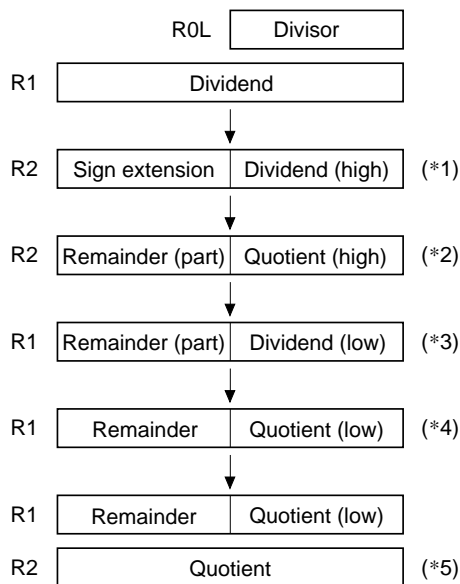 R0L Divisor
R1 Dividend
R2 Sign extension Dividend (high) (*1)
R2 Remainder (part) Quotient (high) (*2)
R1 Remainder (part) Dividend (low) (*3)
R1 Remainder Quotient (low) (*4)
R1 Remainder Quotient (low)
R2 Quotient (*5)